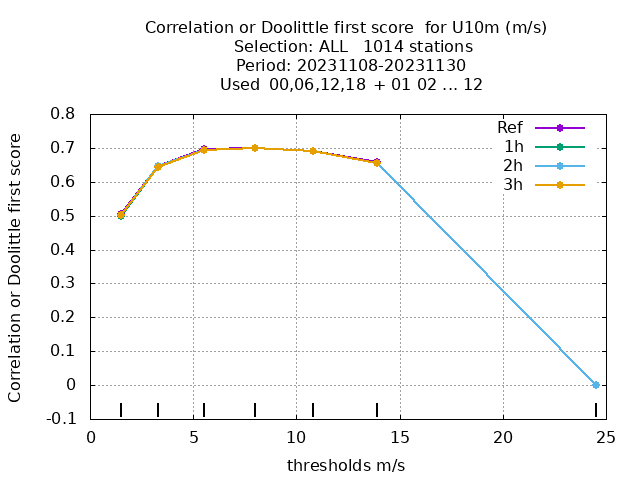 Correlation or Doolittle first score  for U10m (m/s)
Selection: ALL   1014 stations
Period: 20231108-20231130
Used  00,06,12,18  + 01 02 ... 12
Correlation or Doolittle first score
0.8
0.7
0.6
0.5
0.4
0.3
0.2
0.1
0
-0.1
Ref
1h
2h
3h
0
5
10
15
20
25
thresholds m/s